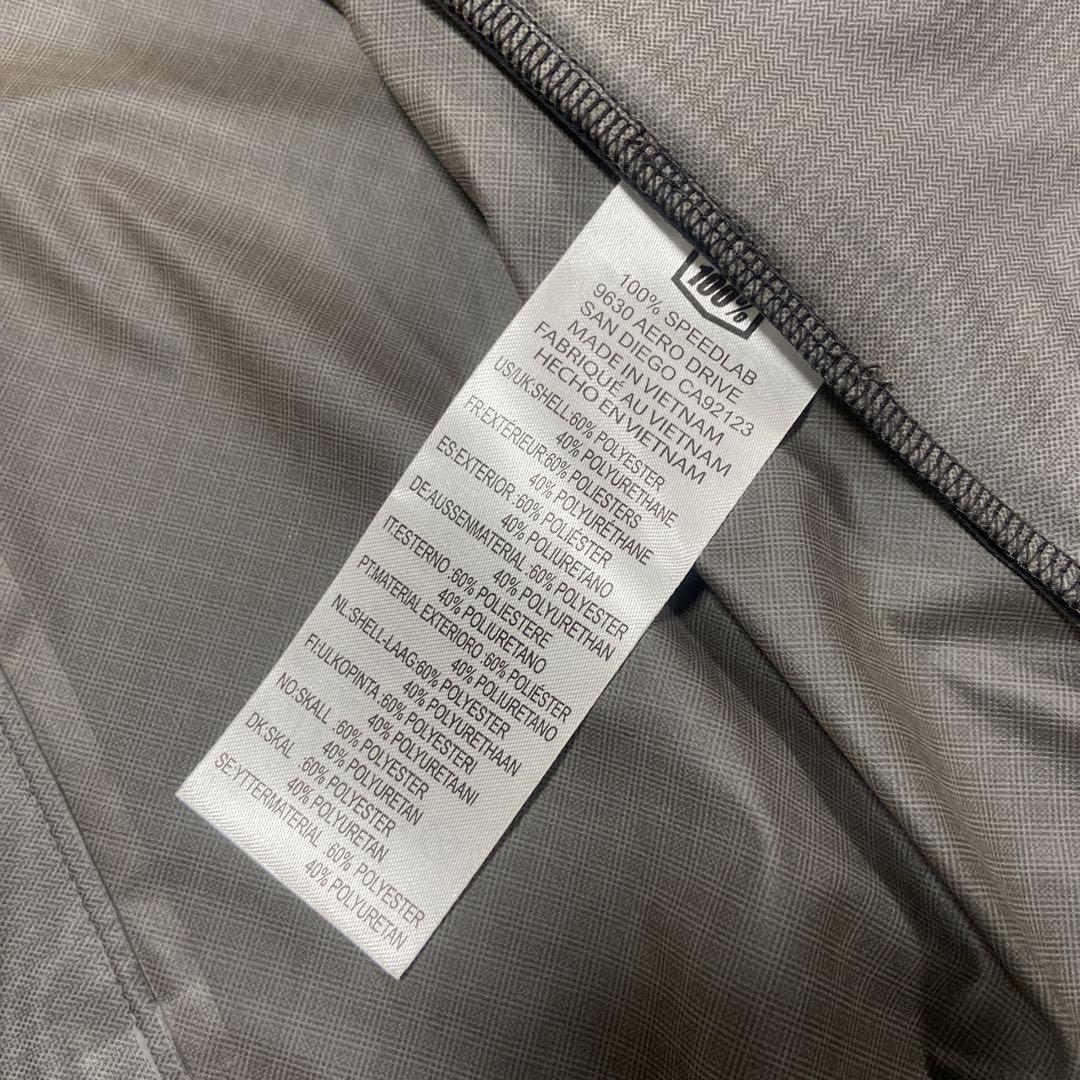 100%
100% SPEEDLAB
9630 AERO DRIVE
SAN DIEGO CA92123
MADE IN VIETNAM
FABRIQUÉ AU VIETNAM
HECHO EN VIETNAM
US/UK:SHELL:60% POLYESTER
40% POLYURETHANE
FR:EXTERIEUR:60% POLIESTERS
40% POLYURÉTHANE
ES:EXTERIOR :60% POLIÉSTER
40% POLIURETANO
DE:AUSSENMATERIAL :60% POLYESTER
40% POLYURETHAN
IT:ESTERNO :60% POLIESTERE
40% POLIURETANO
PT:MATERIAL EXTERIORO :60% POLIÉSTER
40% POLIURETANO
NL:SHELL-LAAG:60% POLYESTER
40% POLYURETHAAN
FI:ULKOPINTA :60% POLYESTERI
40% POLYURETAANI
NO:SKALL :60% POLYESTER
40% POLYURETAN
DK:SKAL :60% POLYESTER
40% POLYURETAN
SE:YTTERMATERIAL 60% POLYESTER
40% POLYURETAN